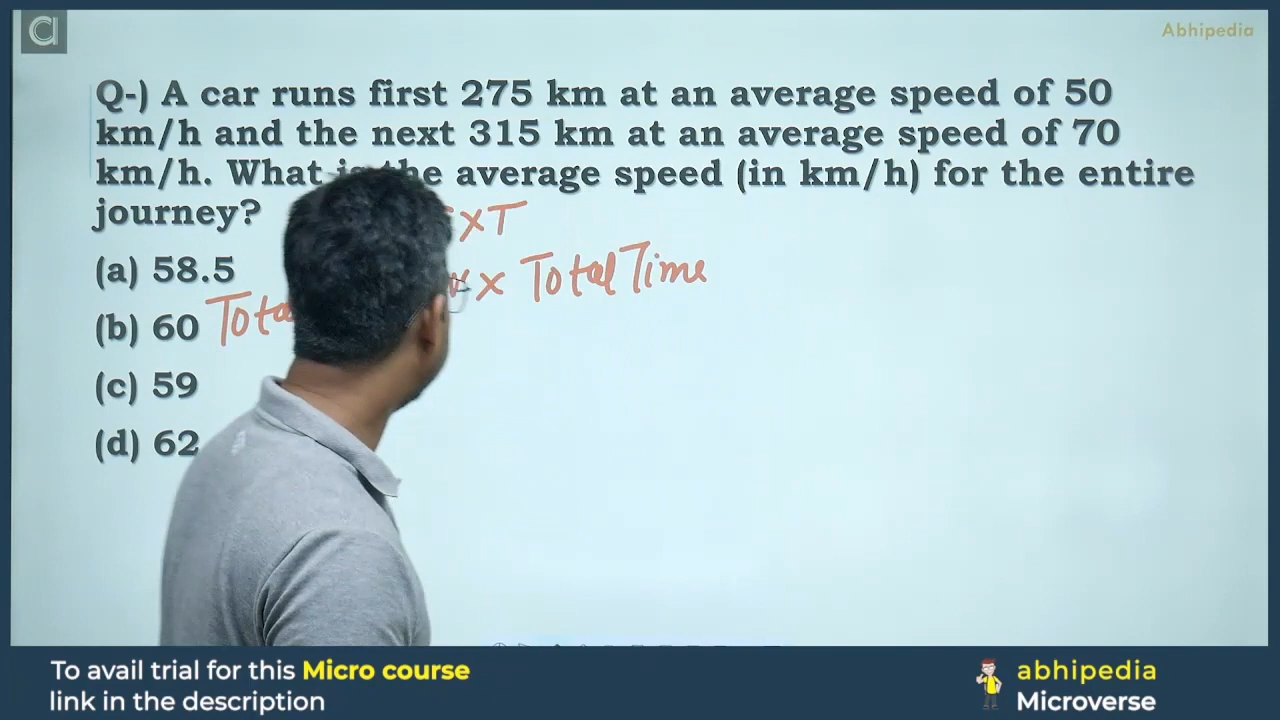 a
Abhipedia
Q-) A car runs first 275 km at an average speed of 50
km/h and the next 315 km at an average speed of 70
km/h. What is the average speed (in km/h) for the entire
journey?
×T
(a) 58.5
× Total Time
(b) 60
(c) 59
(d) 62
To avail trial for this Micro course
link in the description
abhipedia
Microverse